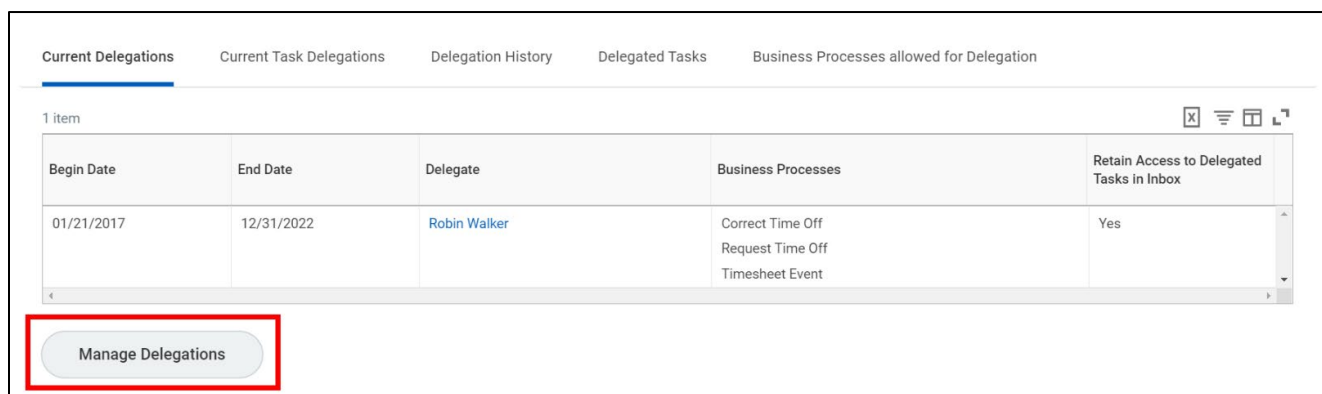 Current Delegations Current Task Delegations Delegation History Delegated Tasks Business Processes allowed for Delegation
1 item
Begin Date End Date Delegate Business Processes Retain Access to Delegated
Tasks in Inbox
01/21/2017 12/31/2022 Robin Walker Correct Time Off Yes
Request Time Off
Timesheet Event
Manage Delegations